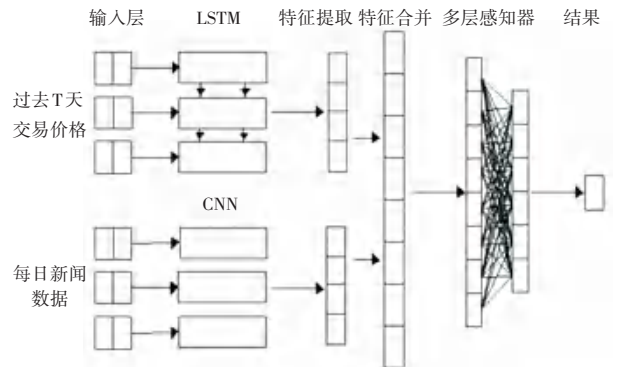 输入层 LSTM 特征提取 特征合并 多层感知器 结果
过去T天
交易价格
CNN
每日新闻
数据